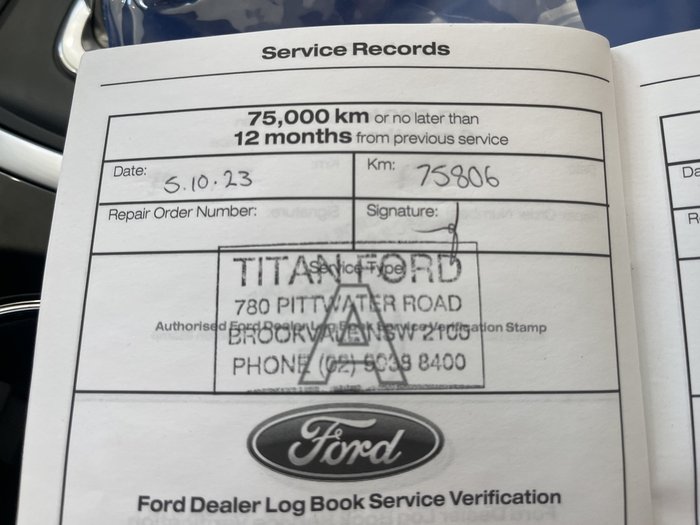 Service Records
75,000 km or no later than
12 months from previous service
Date: 5.10.23
Km: 75806
Repair Order Number:
Signature:
Service Type
TITAN FORD
780 PITTWATER ROAD
Authorised Ford Dealer Log Book Service Verification Stamp
BROOKVALE NSW 2100
PHONE (02) 9038 8400
A
Ford
Ford Dealer Log Book Service Verification
Da
R